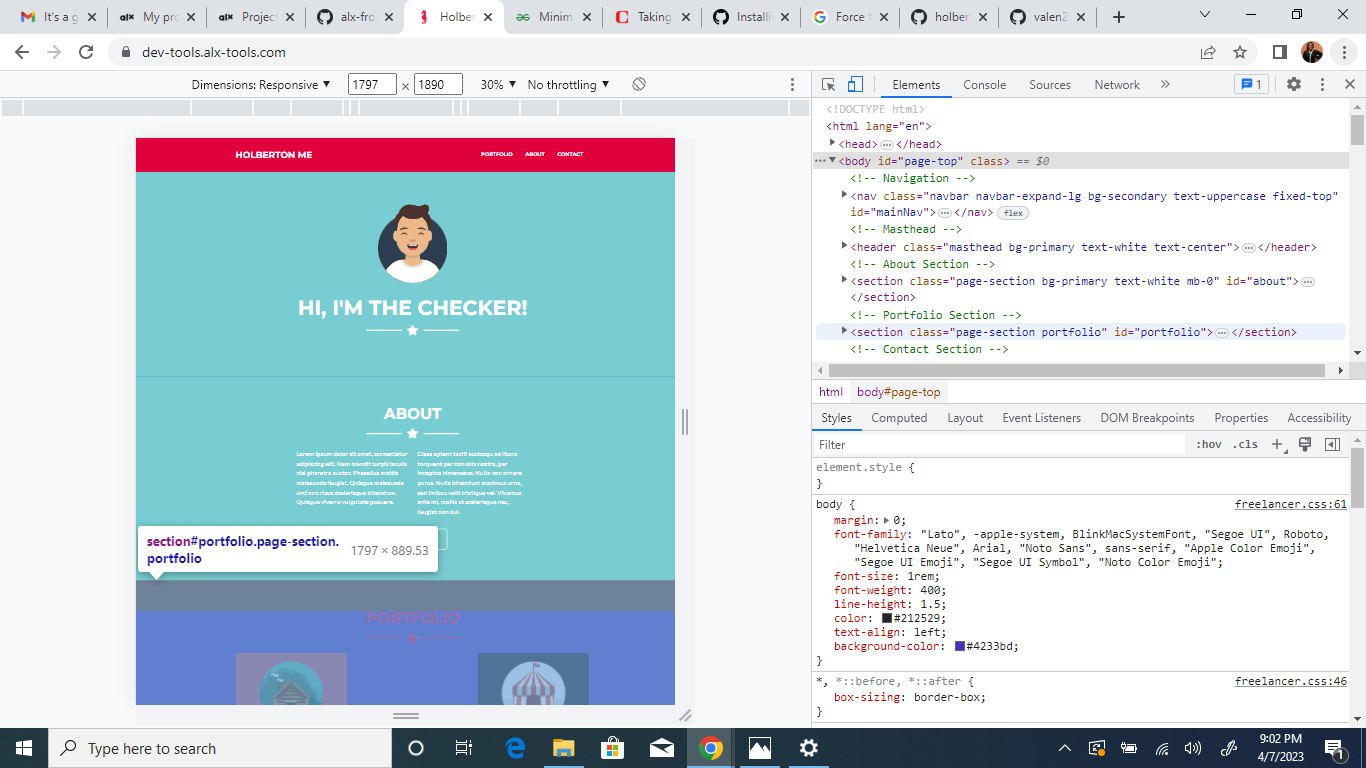 It's a g
My pro
Project
alx-fro
Holber
Minim
Taking
Installi
Force t
holber
valen2
dev-tools.alx-tools.com
Dimensions: Responsive 1797 × 1890 30% No throttling
Elements Console Sources Network 1
<!DOCTYPE html>
<html lang="en">
<head>…</head>
<body id="page-top" class> == $0
<!-- Navigation -->
<nav class="navbar navbar-expand-lg bg-secondary text-uppercase fixed-top"
id="mainNav">…</nav> flex
<!-- Masthead -->
<header class="masthead bg-primary text-white text-center">…</header>
<!-- About Section -->
<section class="page-section bg-primary text-white mb-0" id="about">…
</section>
<!-- Portfolio Section -->
<section class="page-section portfolio" id="portfolio">…</section>
<!-- Contact Section -->
html body#page-top
Styles Computed Layout Event Listeners DOM Breakpoints Properties Accessibility
Filter :hov .cls
element.style {
}
body { freelancer.css:61
margin: 0;
font-family: "Lato", -apple-system, BlinkMacSystemFont, "Segoe UI", Roboto,
"Helvetica Neue", Arial, "Noto Sans", sans-serif, "Apple Color Emoji",
"Segoe UI Emoji", "Segoe UI Symbol", "Noto Color Emoji";
font-size: 1rem;
font-weight: 400;
line-height: 1.5;
color: #212529;
text-align: left;
background-color: #4233bd;
}
*, *::before, *::after { freelancer.css:46
box-sizing: border-box;
}
HOLBERTON ME PORTFOLIO ABOUT CONTACT
HI, I'M THE CHECKER!
ABOUT
Lorem ipsum dolor sit amet, consectetur
adipiscing elit. Nam blandit turpis iaculis
nisl pharetra auctor. Phasellus mattis
malesuada feugiat. Quisque malesuada
orci non risus scelerisque bibendum.
Quisque viverra vulputate posuere.
Class aptent taciti sociosqu ad litora
torquent per conubia nostra, per
inceptos himenaeos. Nulla non ornare
purus. Nulla bibendum maximus urna,
sed finibus velit tristique vel. Vivamus
ante mi, mollis et scelerisque nec,
feugiat non dui.
section#portfolio.page-section.
portfolio
1797 × 889.53
PORTFOLIO
Type here to search
9:02 PM
4/7/2023
1